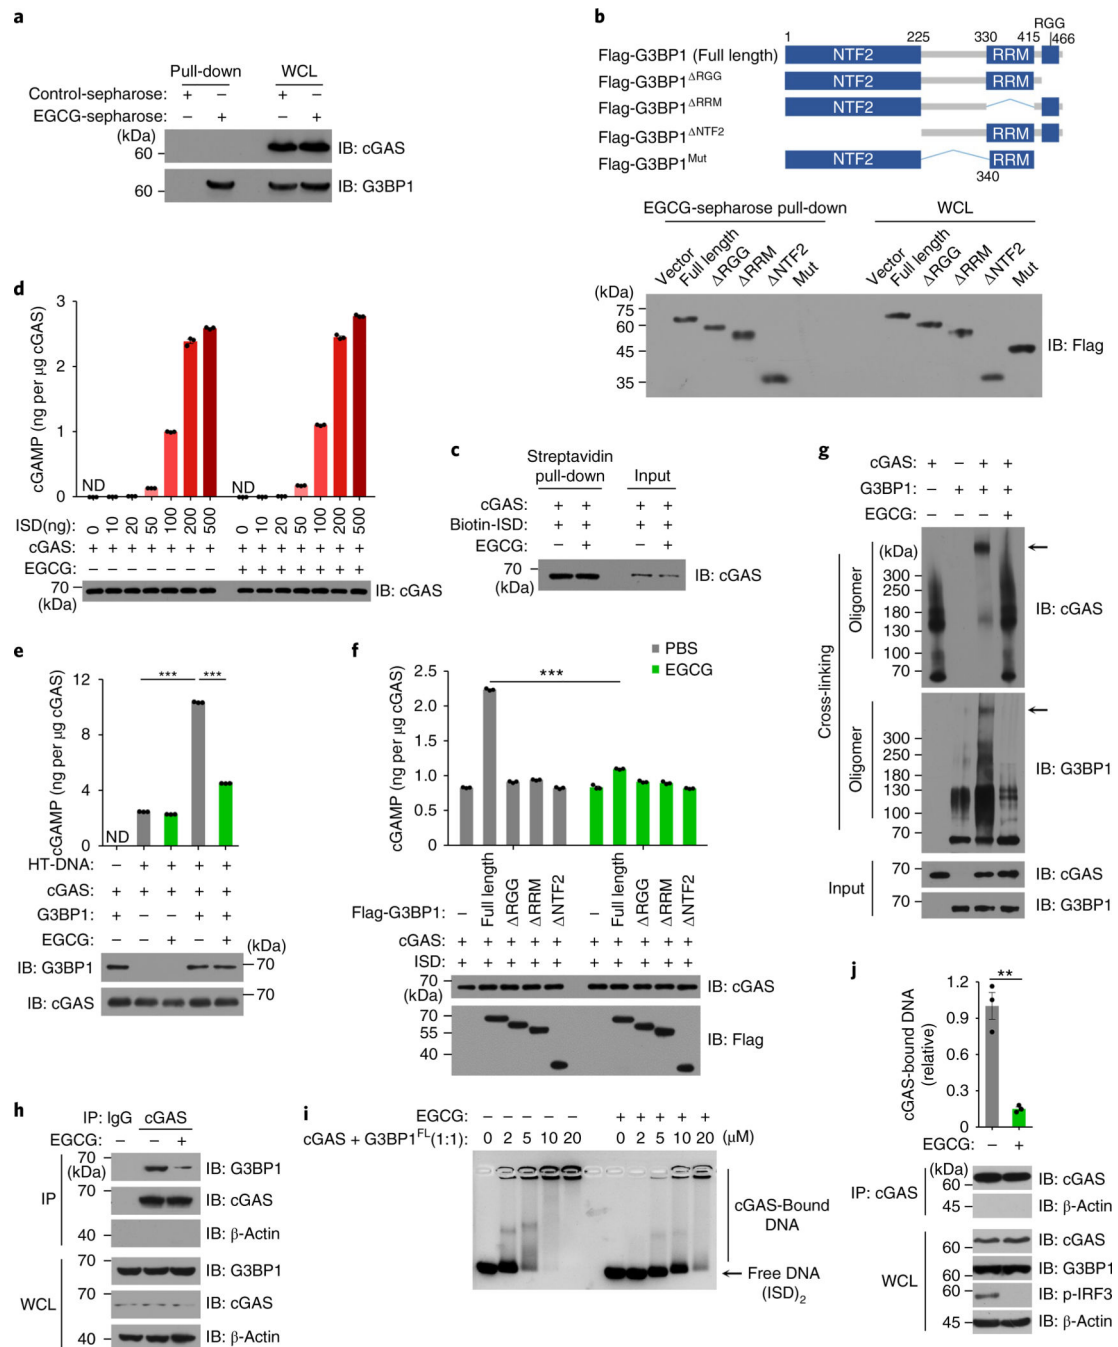 a
Pull-down WCL
Control-sepharose: + − + −
EGCG-sepharose: − + − +
(kDa)
60
IB: cGAS
60
IB: G3BP1
b
1 225 330 415 RGG 466
Flag-G3BP1 (Full length) NTF2 RRM
Flag-G3BP1ΔRGG NTF2 RRM
Flag-G3BP1ΔRRM NTF2
Flag-G3BP1ΔNTF2 RRM
Flag-G3BP1Mut NTF2 RRM
340
EGCG-sepharose pull-down WCL
Vector Full length ΔRGG ΔRRM ΔNTF2 Mut Vector Full length ΔRGG ΔRRM ΔNTF2 Mut
(kDa)
75
60
45
35
IB: Flag
c
Streptavidin pull-down Input
cGAS: + + + +
Biotin-ISD: + + + +
EGCG: − + − +
70
(kDa)
IB: cGAS
d
cGAMP (ng per μg cGAS)
3
2
1
0
ND ND
ISD(ng): 0 10 20 50 100 200 500 0 10 20 50 100 200 500
cGAS: + + + + + + + + + + + + + +
EGCG: − − − − − − − + + + + + + +
70
(kDa)
IB: cGAS
e
cGAMP (ng per μg cGAS)
12
8
4
0
*** ***
ND
HT-DNA: − + + + +
cGAS: + + + + +
G3BP1: + − − + +
EGCG: − − + − +
(kDa)
IB: G3BP1 70
IB: cGAS 70
f
PBS
EGCG
cGAMP (ng per μg cGAS)
2.5
2.0
1.5
1.0
0.5
0
***
Flag-G3BP1: − Full length ΔRGG ΔRRM ΔNTF2 − Full length ΔRGG ΔRRM ΔNTF2
cGAS: + + + + + + + + + +
ISD: + + + + + + + + + +
70
(kDa)
IB: cGAS
70
55
40
IB: Flag
g
cGAS: + − + +
G3BP1: − + + +
EGCG: − − − +
(kDa)
300
250
180
130
100
70
IB: cGAS
300
250
180
130
100
70
IB: G3BP1
Cross-linking
Oligomer
Oligomer
Input
70
IB: cGAS
70
IB: G3BP1
h
IP: IgG cGAS
EGCG: − − +
70
(kDa)
IB: G3BP1
70
IB: cGAS
40
IB: β-Actin
IP
70
IB: G3BP1
70
IB: cGAS
40
IB: β-Actin
WCL
i
EGCG: − − − − − + + + + +
cGAS + G3BP1FL(1:1) 0 2 5 10 20 0 2 5 10 20 (μM)
cGAS-Bound DNA
Free DNA
(ISD)2
j
cGAS-bound DNA (relative)
1.2
0.9
0.6
0.3
0
**
EGCG: − +
(kDa)
60
IB: cGAS
45
IB: β-Actin
IP: cGAS
60
IB: cGAS
IB: G3BP1
60
60
IB: p-IRF3
45
IB: β-Actin
WCL